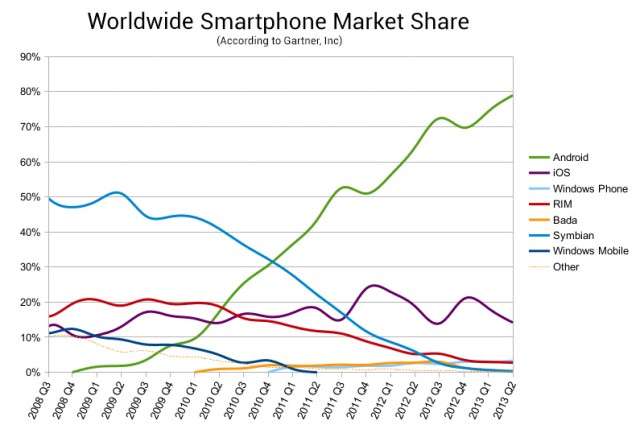 Worldwide Smartphone Market Share
(According to Gartner, Inc)
90%
80%
70%
60%
50%
40%
30%
20%
10%
0%
Android
iOS
Windows Phone
RIM
Bada
Symbian
Windows Mobile
Other
2008 Q3
2008 Q4
2009 Q1
2009 Q2
2009 Q3
2009 Q4
2010 Q1
2010 Q2
2010 Q3
2010 Q4
2011 Q1
2011 Q2
2011 Q3
2011 Q4
2012 Q1
2012 Q2
2012 Q3
2012 Q4
2013 Q1
2013 Q2